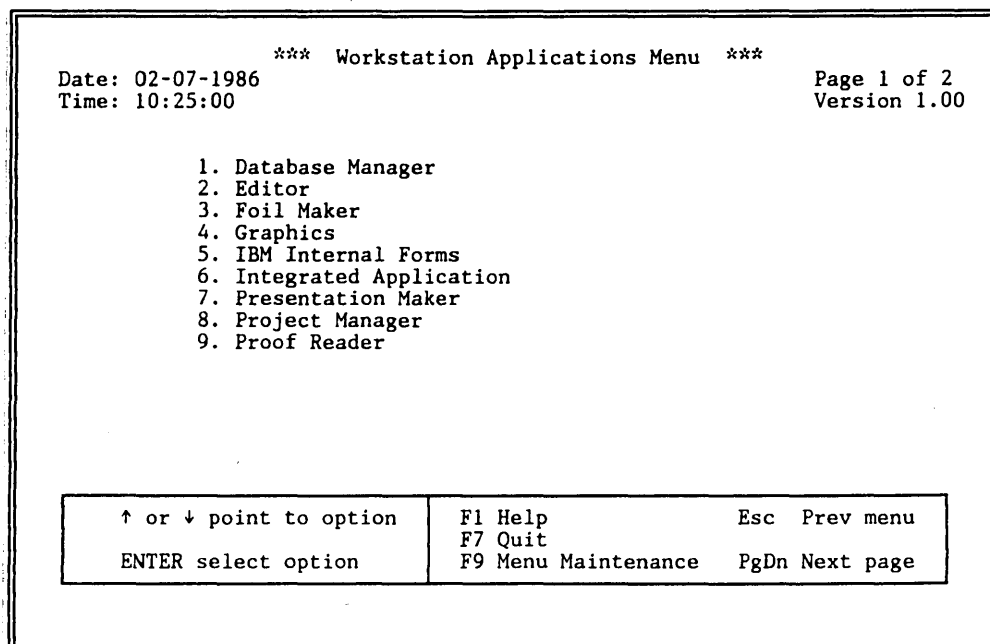 *** Workstation Applications Menu ***
Date: 02-07-1986 Page 1 of 2
Time: 10:25:00 Version 1.00
1. Database Manager
2. Editor
3. Foil Maker
4. Graphics
5. IBM Internal Forms
6. Integrated Application
7. Presentation Maker
8. Project Manager
9. Proof Reader
↑ or ↓ point to option F1 Help Esc Prev menu
F7 Quit
ENTER select option F9 Menu Maintenance PgDn Next page